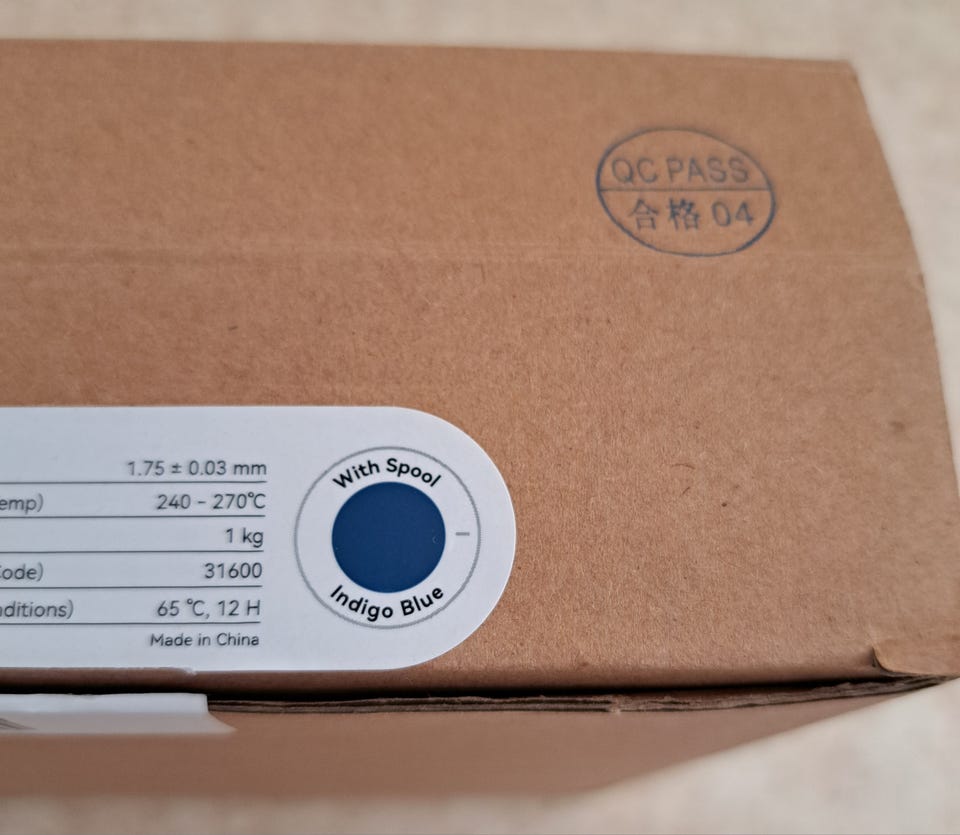 QC PASS
合格 04
1.75 ± 0.03 mm
emp) 240 - 270℃
1 kg
Code) 31600
nditions) 65 ℃, 12 H
Made in China
With Spool
Indigo Blue